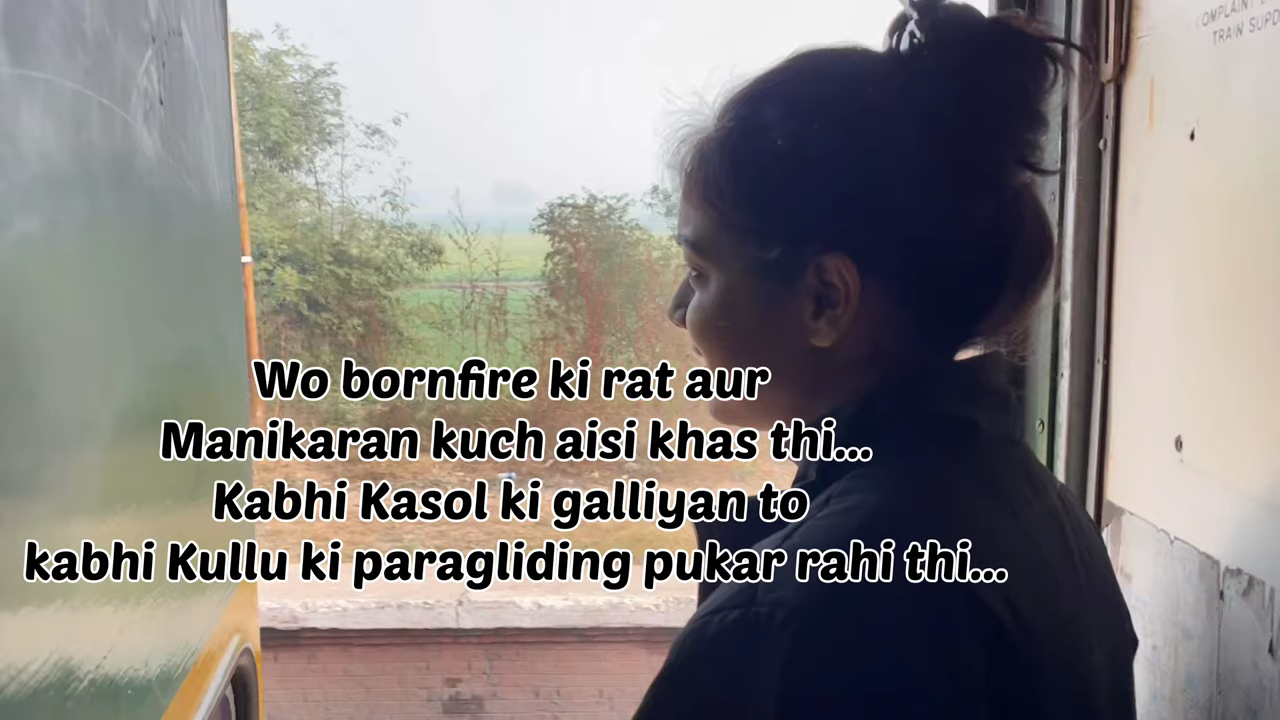 TRAIN
Wo bornfire ki rat aur
Manikaran kuch aisi khas thi...
Kabhi Kasol ki galliyan to
kabhi Kullu ki paragliding pukar rahi thi...